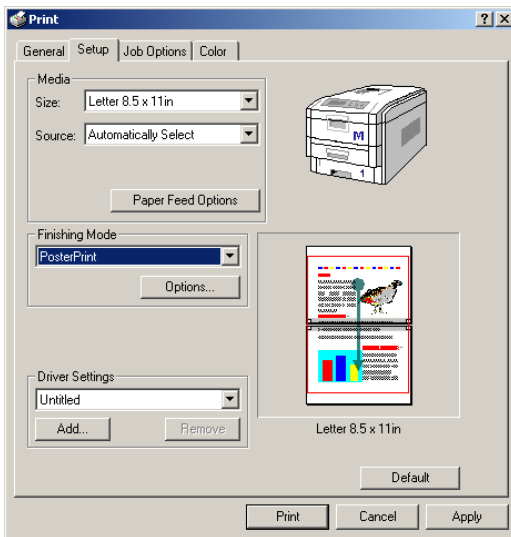 Print
General Setup Job Options Color
Media
Size: Letter 8.5 x 11in
Source: Automatically Select
Paper Feed Options
M
1
Finishing Mode
PosterPrint
Options...
Driver Settings
Untitled
Add... Remove
Letter 8.5 x 11in
Default
Print Cancel Apply